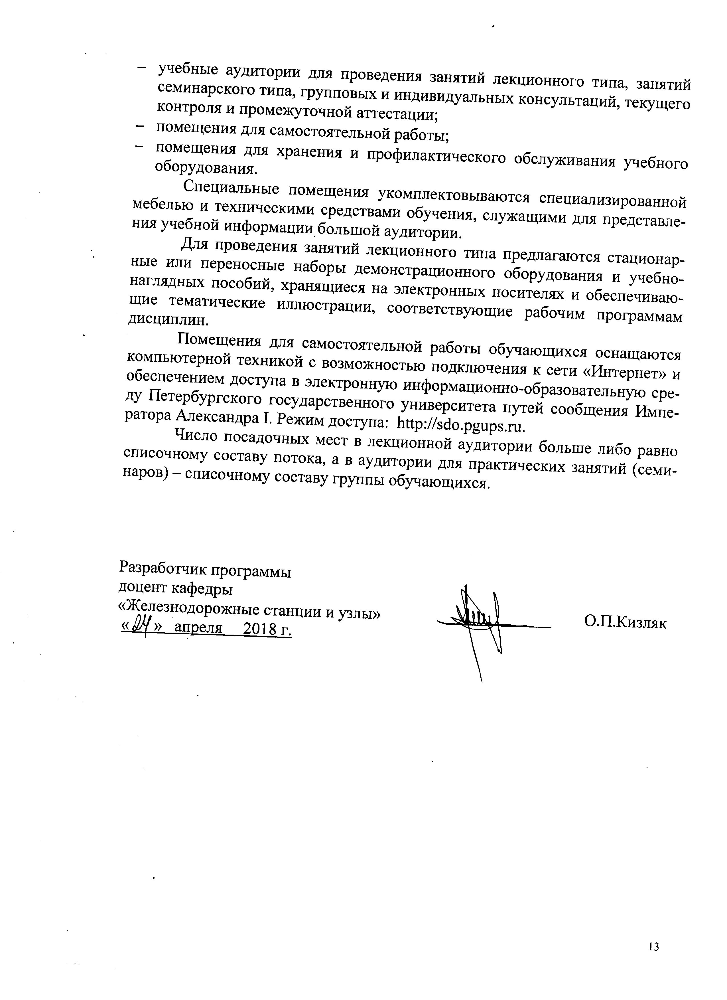 – учебные аудитории для проведения занятий лекционного типа, занятий
семинарского типа, групповых и индивидуальных консультаций, текущего
контроля и промежуточной аттестации;
– помещения для самостоятельной работы;
– помещения для хранения и профилактического обслуживания учебного
оборудования.
Специальные помещения укомплектовываются специализированной
мебелью и техническими средствами обучения, служащими для представле-
ния учебной информации большой аудитории.
Для проведения занятий лекционного типа предлагаются стационар-
ные или переносные наборы демонстрационного оборудования и учебно-
наглядных пособий, хранящиеся на электронных носителях и обеспечиваю-
щие тематические иллюстрации, соответствующие рабочим программам
дисциплин.
Помещения для самостоятельной работы обучающихся оснащаются
компьютерной техникой с возможностью подключения к сети «Интернет» и
обеспечением доступа в электронную информационно-образовательную сре-
ду Петербургского государственного университета путей сообщения Импе-
ратора Александра I. Режим доступа: http://sdo.pgups.ru.
Число посадочных мест в лекционной аудитории больше либо равно
списочному составу потока, а в аудитории для практических занятий (семи-
наров) – списочному составу группы обучающихся.
Разработчик программы
доцент кафедры
«Железнодорожные станции и узлы»
О.П.Кизляк
«24» апреля 2018 г.
13